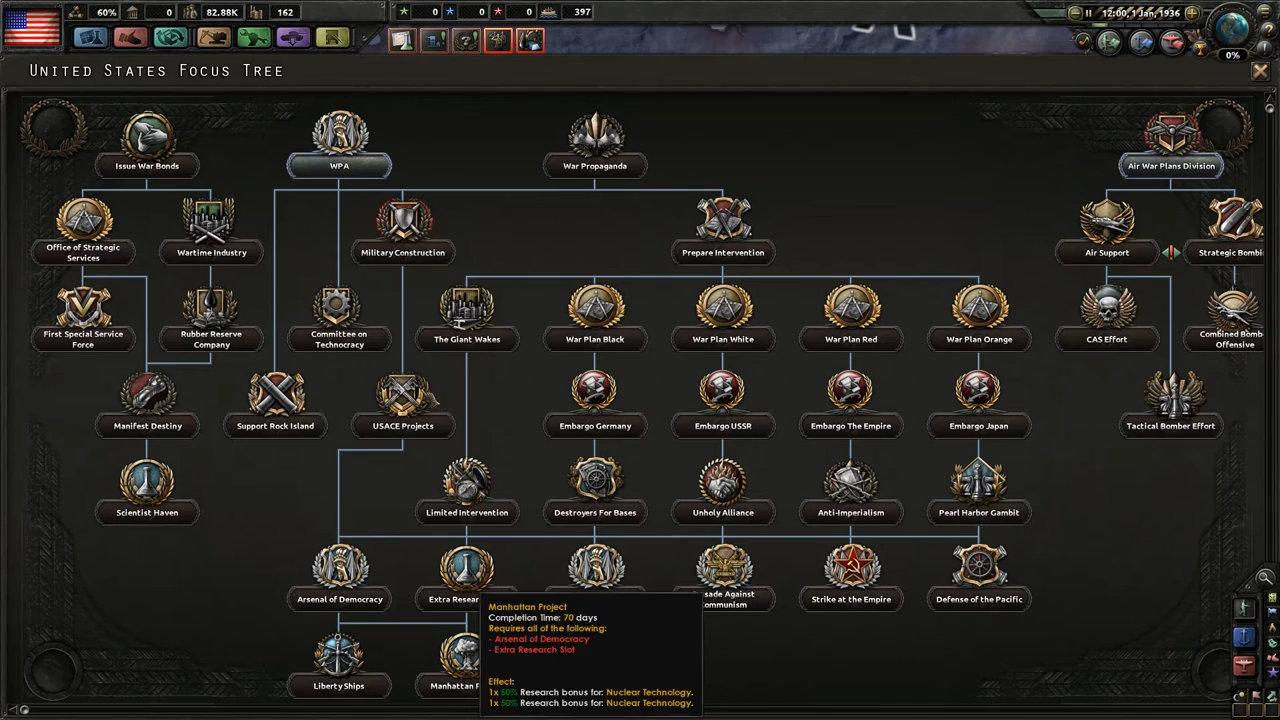 60%
0
82.88K
162
0
0
0
397
12:00, 1 Jan, 1936
0%
United States Focus Tree
Issue War Bonds
WPA
War Propaganda
Air War Plans Division
Office of Strategic
Services
Wartime Industry
Military Construction
Prepare Intervention
Air Support
Strategic Bombi
First Special Service
Force
Rubber Reserve
Company
Committee on
Technocracy
The Giant Wakes
War Plan Black
War Plan White
War Plan Red
War Plan Orange
CAS Effort
Combined Bomb
Offensive
Manifest Destiny
Support Rock Island
USACE Projects
Embargo Germany
Embargo USSR
Embargo The Empire
Embargo Japan
Tactical Bomber Effort
Scientist Haven
Limited Intervention
Destroyers For Bases
Unholy Alliance
Anti-Imperialism
Pearl Harbor Gambit
Arsenal of Democracy
Extra Resear
sade Against
ommunism
Strike at the Empire
Defense of the Pacific
Liberty Ships
Manhattan P
Manhattan Project
Completion Time: 70 days
Requires all of the following:
- Arsenal of Democracy
- Extra Research Slot
Effect:
1x 50% Research bonus for: Nuclear Technology.
1x 50% Research bonus for: Nuclear Technology.